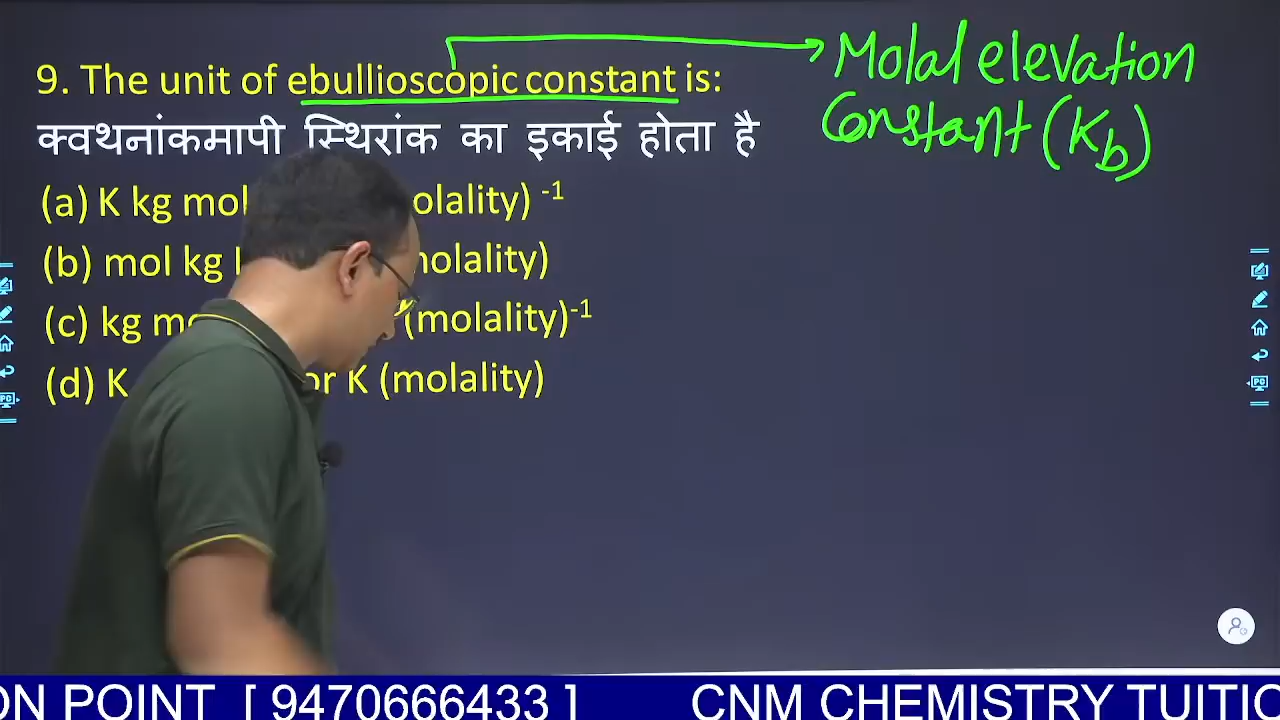 9. The unit of ebullioscopic constant is:
Molal elevation
Constant (Kb)
क्वथनांकमापी स्थिरांक का इकाई होता है
(a) K kg mol olality) -1
(b) mol kg olality)
(c) kg m (molality)-1
(d) K or K (molality)
ON POINT [ 9470666433 ] CNM CHEMISTRY TUITIO